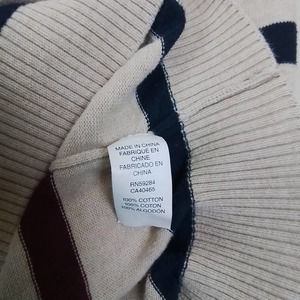 MADE IN CHINA
FABRIQUÉ EN
CHINE
FABRICADO EN
CHINA
RN59284
CA40465
100% COTTON
100% COTON
100% ALGODÓN